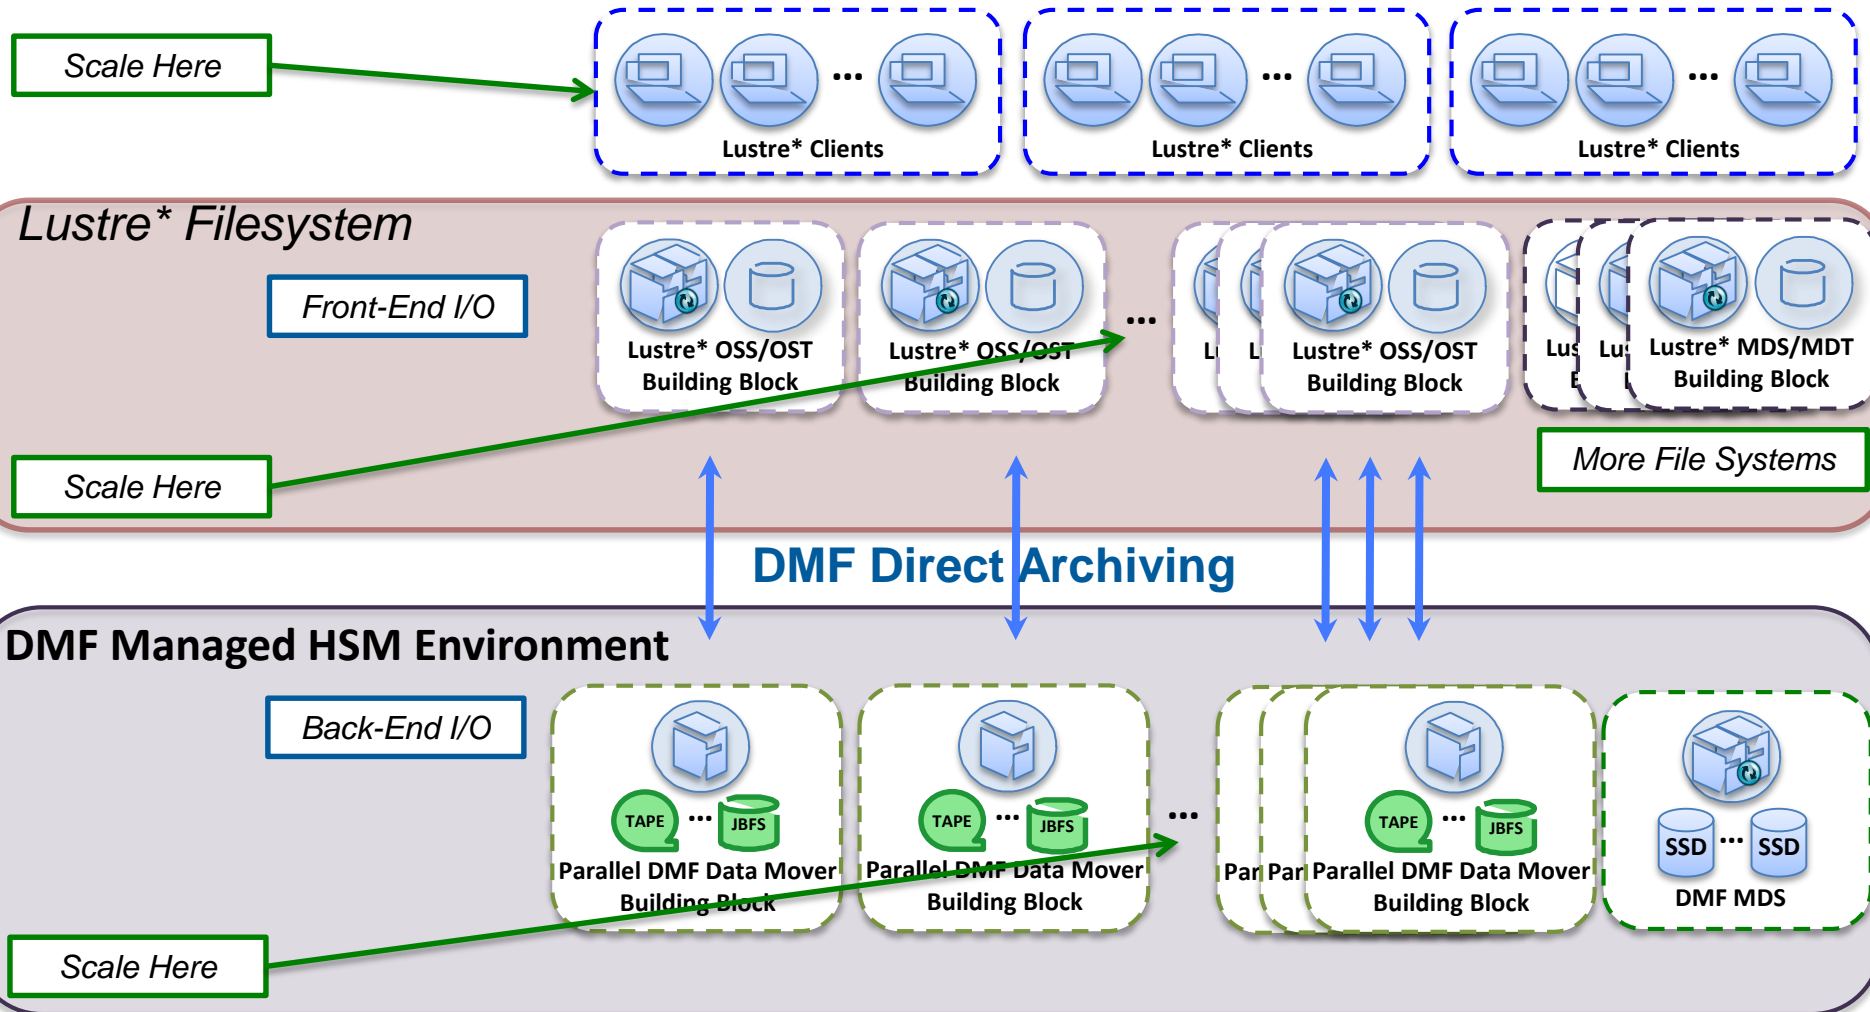 Scale Here
...
...
...
Lustre* Clients
Lustre* Clients
Lustre* Clients
Lustre* Filesystem
Front-End I/O
...
Lustre* OSS/OST
Building Block
Lustre* OSS/OST
Building Block
Lustre* OSS/OST
Building Block
Lustre* MDS/MDT
Building Block
Scale Here
More File Systems
DMF Direct Archiving
DMF Managed HSM Environment
Back-End I/O
TAPE ... JBFS
TAPE ... JBFS
...
TAPE ... JBFS
SSD ... SSD
Parallel DMF Data Mover
Building Block
Parallel DMF Data Mover
Building Block
Par
Par
Parallel DMF Data Mover
Building Block
DMF MDS
Scale Here